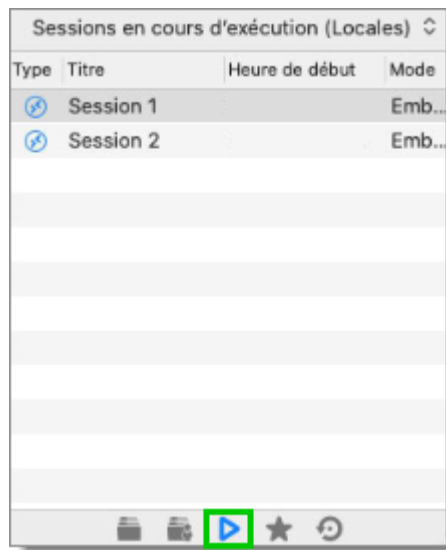 Sessions en cours d'exécution (Locales)
Type Titre Heure de début Mode
Session 1 Emb...
Session 2 Emb...